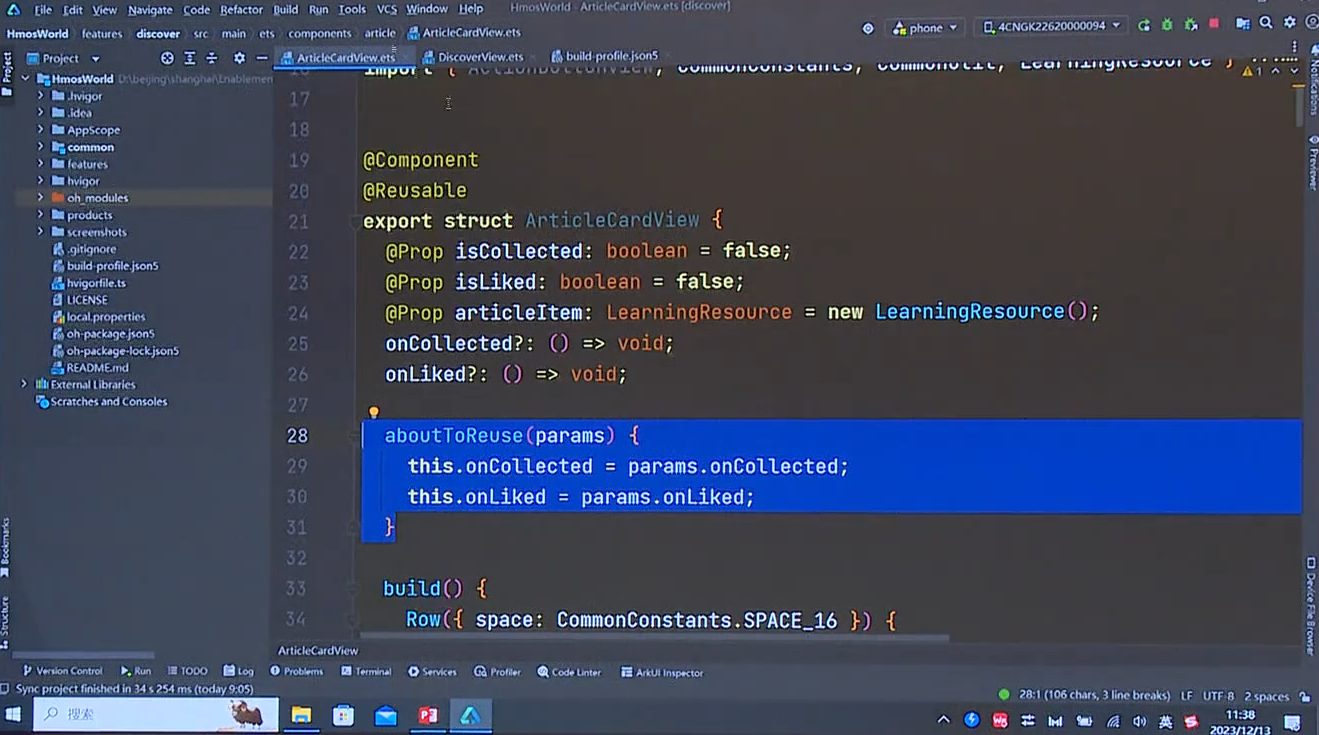 File Edit View Navigate Code Refactor Build Run Tools VCS Window Help HmosWorld - ArticleCardView.ets [discover]
HmosWorld features discover src main ets components article ArticleCardView.ets phone 4CNGK22620000094
Project ArticleCardView.ets DiscoverView.ets build-profile.json5
Project
Notifications
Previewer
HmosWorld D:\beijing\shanghai\Enablemen
.hvigor
.idea
AppScope
common
features
hvigor
oh_modules
products
screenshots
.gitignore
build-profile.json5
hvigorfile.ts
LICENSE
local.properties
oh-package.json5
oh-package-lock.json5
README.md
External Libraries
Scratches and Consoles
Bookmarks
Structure
16 import { ActionButtonView, CommonConstants, CommonUtil, LearningResource }
1
17
18
19 @Component
20 @Reusable
21 export struct ArticleCardView {
22 @Prop isCollected: boolean = false;
23 @Prop isLiked: boolean = false;
24 @Prop articleItem: LearningResource = new LearningResource();
25 onCollected?: () => void;
26 onLiked?: () => void;
27
28 aboutToReuse(params) {
29 this.onCollected = params.onCollected;
30 this.onLiked = params.onLiked;
31 }
32
33 build() {
34 Row({ space: CommonConstants.SPACE_16 }) {
Device File Browser
ArticleCardView
Version Control Run TODO Log Problems Terminal Services Profiler Code Linter ArkUI Inspector
Sync project finished in 34 s 254 ms (today 9:05) 28:1 (106 chars, 3 line breaks) LF UTF-8 2 spaces
搜索 英 11:38
2023/12/13